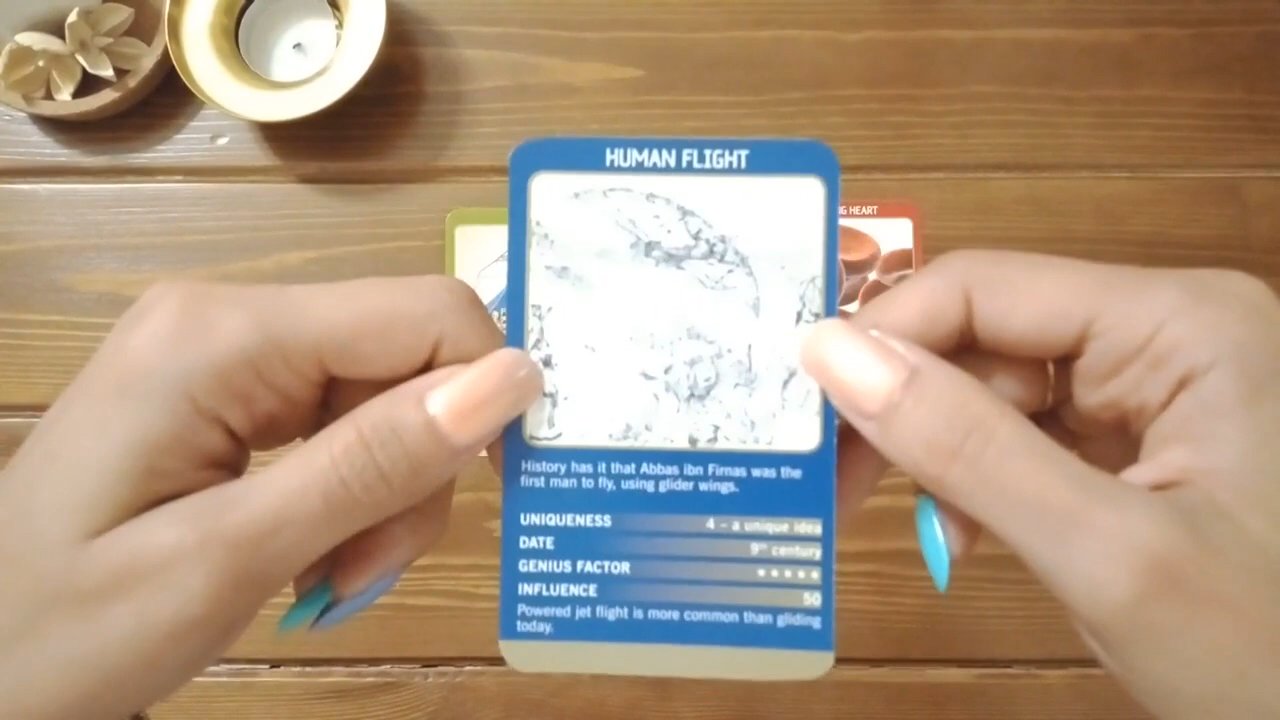 HUMAN FLIGHT
G HEART
History has it that Abbas ibn Firnas was the
first man to fly, using glider wings.
UNIQUENESS 4 – a unique idea
DATE 9th century
GENIUS FACTOR ★★★★★
INFLUENCE 50
Powered jet flight is more common than gliding
today.